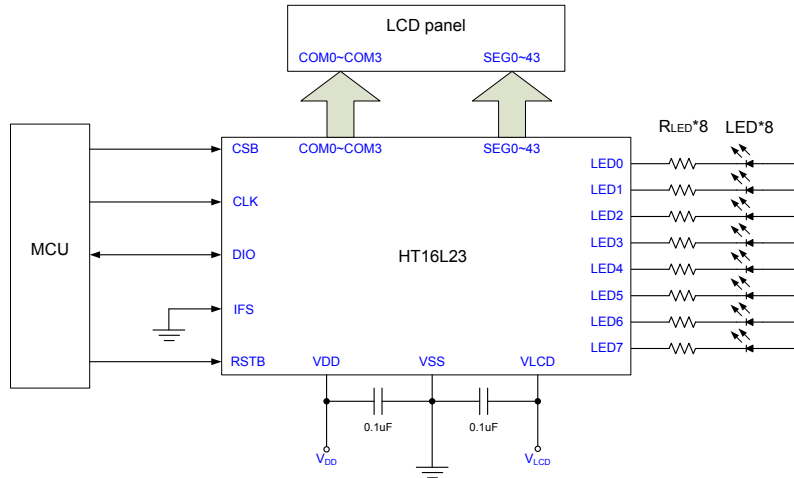 LCD panel
COM0~COM3 SEG0~43
RLED*8 LED*8
COM0~COM3 SEG0~43
CSB
LED0
LED1
CLK
LED2
LED3
MCU
DIO
HT16L23
LED4
LED5
IFS
LED6
LED7
RSTB VDD VSS VLCD
0.1uF 0.1uF
VDD VLCD